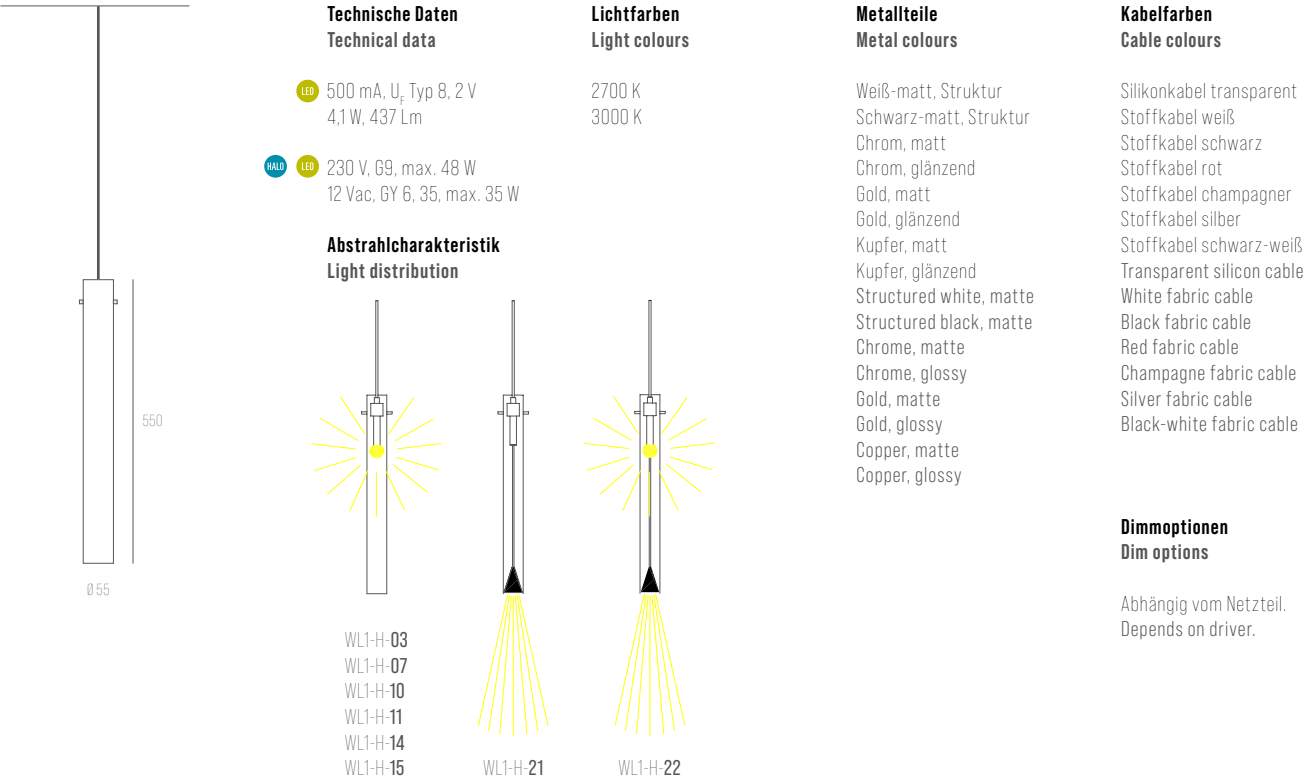 Technische Daten
Technical data
LED 500 mA, UF Typ 8, 2 V
4,1 W, 437 Lm
HALO LED 230 V, G9, max. 48 W
12 Vac, GY 6, 35, max. 35 W
Abstrahlcharakteristik
Light distribution
550
Ø 55
WL1-H-03
WL1-H-07
WL1-H-10
WL1-H-11
WL1-H-14
WL1-H-15
WL1-H-21
WL1-H-22
Lichtfarben
Light colours
2700 K
3000 K
Metallteile
Metal colours
Weiß-matt, Struktur
Schwarz-matt, Struktur
Chrom, matt
Chrom, glänzend
Gold, matt
Gold, glänzend
Kupfer, matt
Kupfer, glänzend
Structured white, matte
Structured black, matte
Chrome, matte
Chrome, glossy
Gold, matte
Gold, glossy
Copper, matte
Copper, glossy
Kabelfarben
Cable colours
Silikonkabel transparent
Stoffkabel weiß
Stoffkabel schwarz
Stoffkabel rot
Stoffkabel champagner
Stoffkabel silber
Stoffkabel schwarz-weiß
Transparent silicon cable
White fabric cable
Black fabric cable
Red fabric cable
Champagne fabric cable
Silver fabric cable
Black-white fabric cable
Dimmoptionen
Dim options
Abhängig vom Netzteil.
Depends on driver.